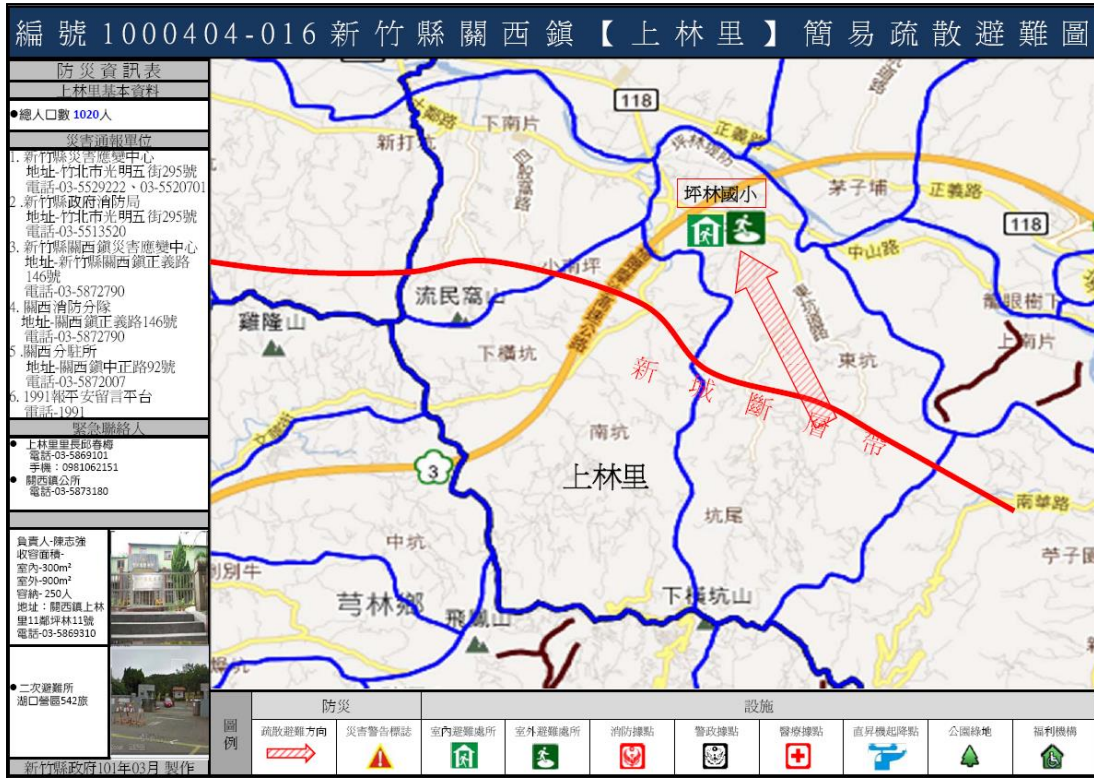 編號1000404-016新竹縣關西鎮【上林里】簡易疏散避難圖
防災資訊表
上林里基本資料
●總人口數 1020人
災害通報單位
1. 新竹縣災害應變中心
地址-竹北市光明五街295號
電話-03-5529222、03-5520701
2. 新竹縣政府消防局
地址-竹北市光明五街295號
電話-03-5513520
3. 新竹縣關西鎮災害應變中心
地址-新竹縣關西鎮正義路
146號
電話-03-5872790
4. 關西消防分隊
地址-關西鎮正義路146號
電話-03-5872790
5 .關西分駐所
地址-關西鎮中正路92號
電話-03-5872007
6. 1991報平安留言平台
電話-1991
緊急聯絡人
● 上林里里長邱春梅
電話-03-5869101
手機：0981062151
● 關西鎮公所
電話-03-5873180
負責人-陳志強
收容面積-
室內-300m²
室外-900m²
容納- 250人
地址：關西鎮上林
里11鄰坪林11號
電話-03-5869310
●二次避難所
湖口營區542旅
新竹縣政府101年03月 製作
118
十鄰路
下南片
新打坑
正義路
坪林堤防
茅子埔
正義路
坪林國小
118
中山路
小南坪
流民窩山
雞隆山
下橫坑
東坑
龍眼樹下
上南片
新城斷層帶
南坑
3
上林里
坑尾
南華路
中坑
芎林鄉
飛鳳山
下橫坑山
圖例
防災
設施
疏散避難方向
災害警告標誌
室內避難處所
室外避難處所
消防據點
警政據點
醫療據點
直昇機起降點
公園綠地
福利機構